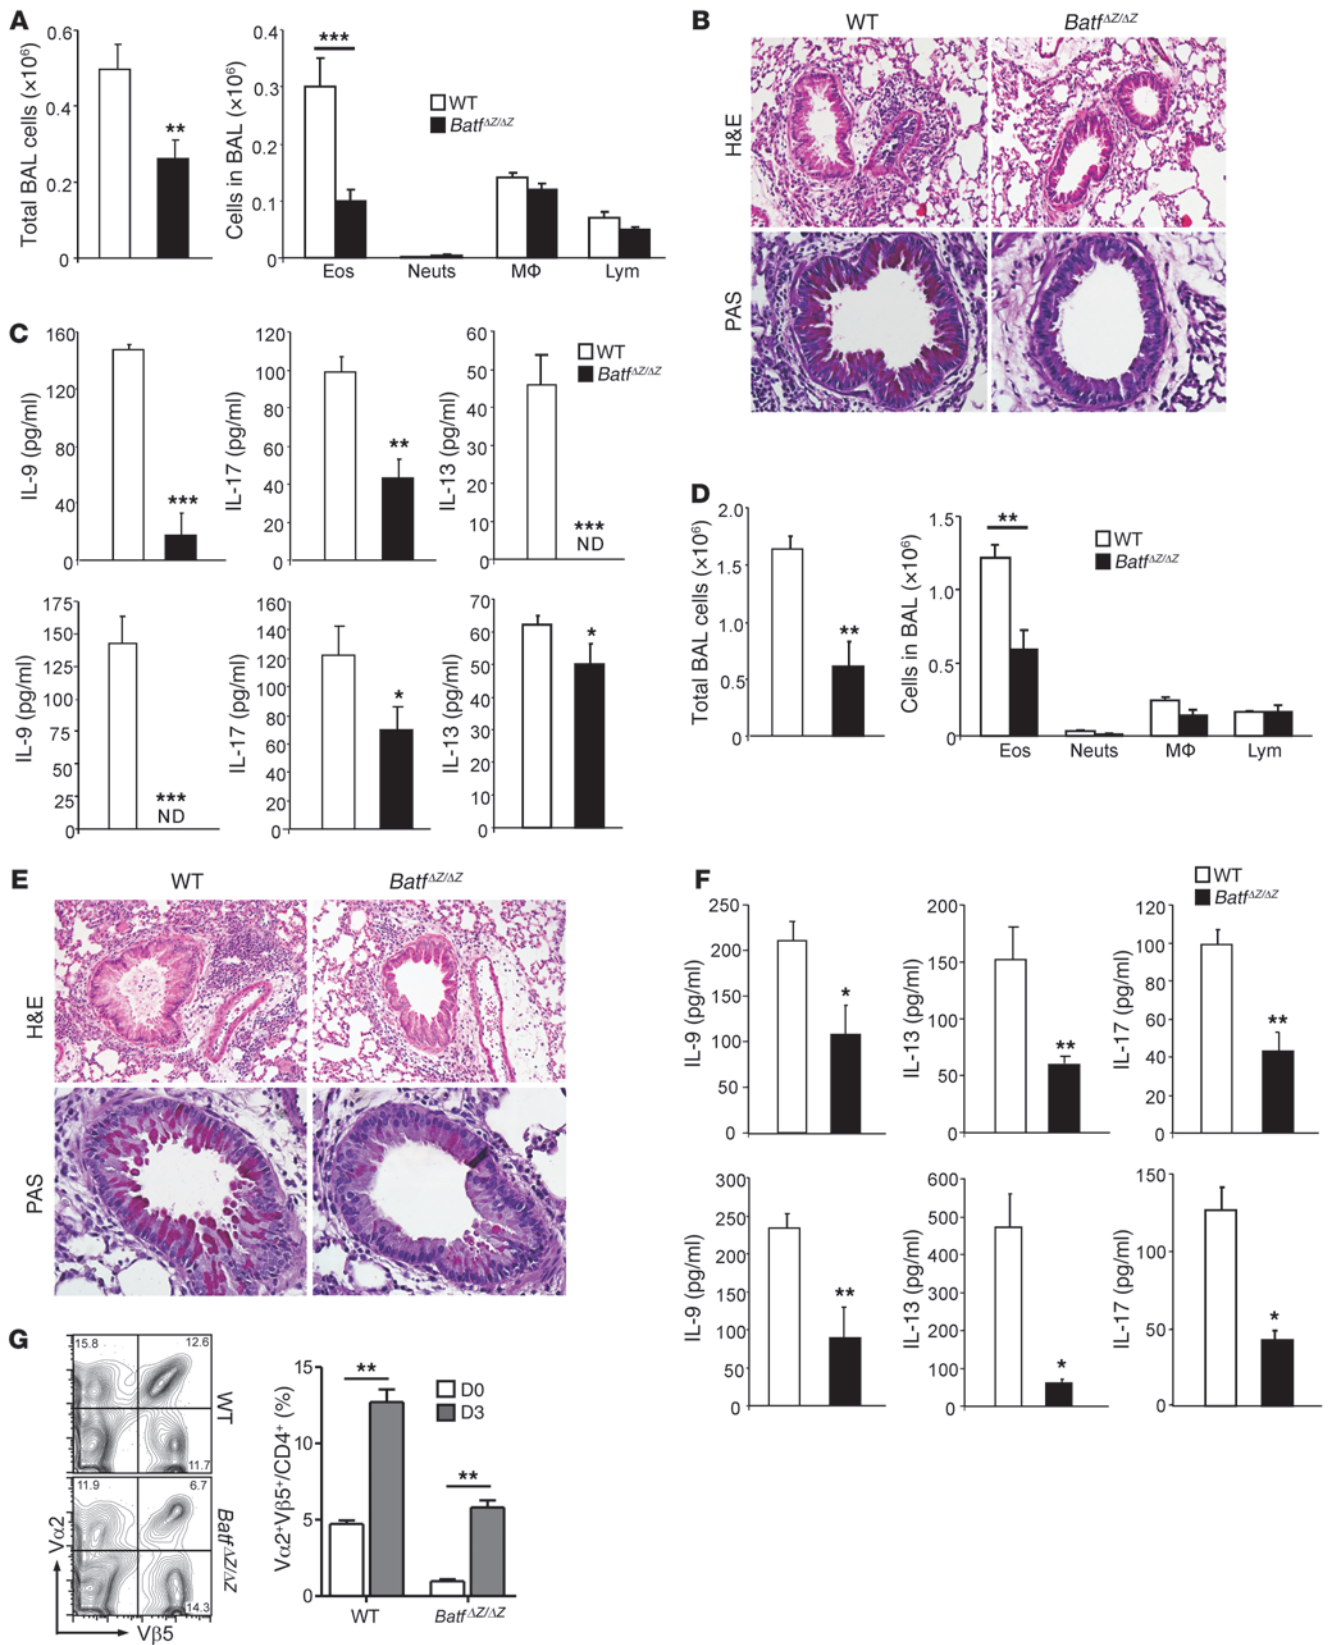 A
Total BAL cells (×10⁶)
0.6
0.4
0.2
0
**
Cells in BAL (×10⁶)
0.4
0.3
0.2
0.1
0
***
WT
Batf ΔZ/ΔZ
Eos Neuts MΦ Lym
B
WT Batf ΔZ/ΔZ
H&E
PAS
C
IL-9 (pg/ml)
160
120
80
40
0
***
IL-17 (pg/ml)
120
100
80
60
40
20
0
**
IL-13 (pg/ml)
60
50
40
30
20
10
0
***
ND
WT
Batf ΔZ/ΔZ
IL-9 (pg/ml)
175
150
125
100
75
50
25
0
***
ND
IL-17 (pg/ml)
160
140
120
100
80
60
40
20
0
*
IL-13 (pg/ml)
70
60
50
40
30
20
10
0
*
D
Total BAL cells (×10⁶)
2.0
1.5
1.0
0.5
0
**
Cells in BAL (×10⁶)
1.5
1.0
0.5
0
**
WT
Batf ΔZ/ΔZ
Eos Neuts MΦ Lym
E
WT Batf ΔZ/ΔZ
H&E
PAS
F
WT
Batf ΔZ/ΔZ
IL-9 (pg/ml)
250
200
150
100
50
0
*
IL-13 (pg/ml)
200
150
100
50
0
**
IL-17 (pg/ml)
120
100
80
60
40
20
0
**
IL-9 (pg/ml)
300
250
200
150
100
50
0
**
IL-13 (pg/ml)
600
500
400
300
200
100
0
*
IL-17 (pg/ml)
150
100
50
0
*
G
15.8 12.6
11.7
WT
11.9 6.7
14.3
Batf ΔZ/ΔZ
Vα2
Vβ5
Vα2⁺Vβ5⁺/CD4⁺ (%)
15
10
5
0
**
**
D0
D3
WT Batf ΔZ/ΔZ